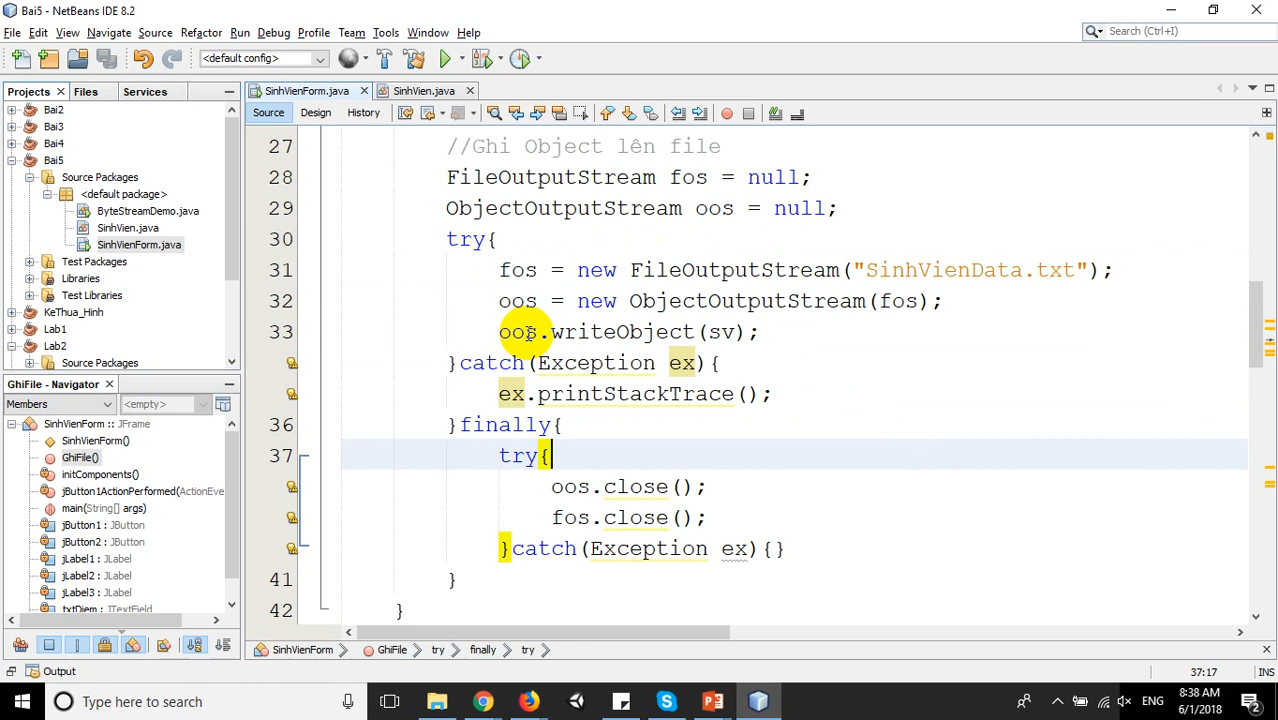 Bai5 - NetBeans IDE 8.2
File Edit View Navigate Source Refactor Run Debug Profile Team Tools Window Help
Search (Ctrl+I)
<default config>
Projects Files Services
SinhVienForm.java SinhVien.java
Source Design History
Bai2
Bai3
Bai4
Bai5
Source Packages
<default package>
ByteStreamDemo.java
SinhVien.java
SinhVienForm.java
Test Packages
Libraries
Test Libraries
KeThua_Hinh
Lab1
Lab2
Source Packages
GhiFile - Navigator
Members <empty>
SinhVienForm :: JFrame
SinhVienForm()
GhiFile()
initComponents()
jButton1ActionPerformed(ActionEve
main(String[] args)
jButton1 : JButton
jButton2 : JButton
jLabel1 : JLabel
jLabel2 : JLabel
jLabel3 : JLabel
txtDiem : JTextField
27 //Ghi Object lên file
28 FileOutputStream fos = null;
29 ObjectOutputStream oos = null;
30 try{
31 fos = new FileOutputStream("SinhVienData.txt");
32 oos = new ObjectOutputStream(fos);
33 oos.writeObject(sv);
}catch(Exception ex){
ex.printStackTrace();
36 }finally{
37 try{
oos.close();
fos.close();
}catch(Exception ex){}
41 }
42 }
SinhVienForm GhiFile try finally try
Output
37:17 INS
Type here to search
ENG
8:38 AM
6/1/2018
2